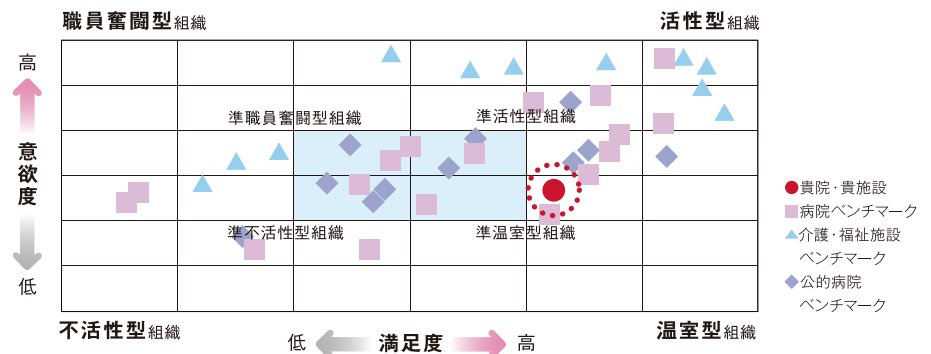 職員奮闘型組織
活性型組織
高
意欲度
低
準職員奮闘型組織
準活性型組織
準不活性型組織
準温室型組織
不活性型組織
温室型組織
低
満足度
高
貴院・貴施設
病院ベンチマーク
介護・福祉施設
ベンチマーク
公的病院
ベンチマーク